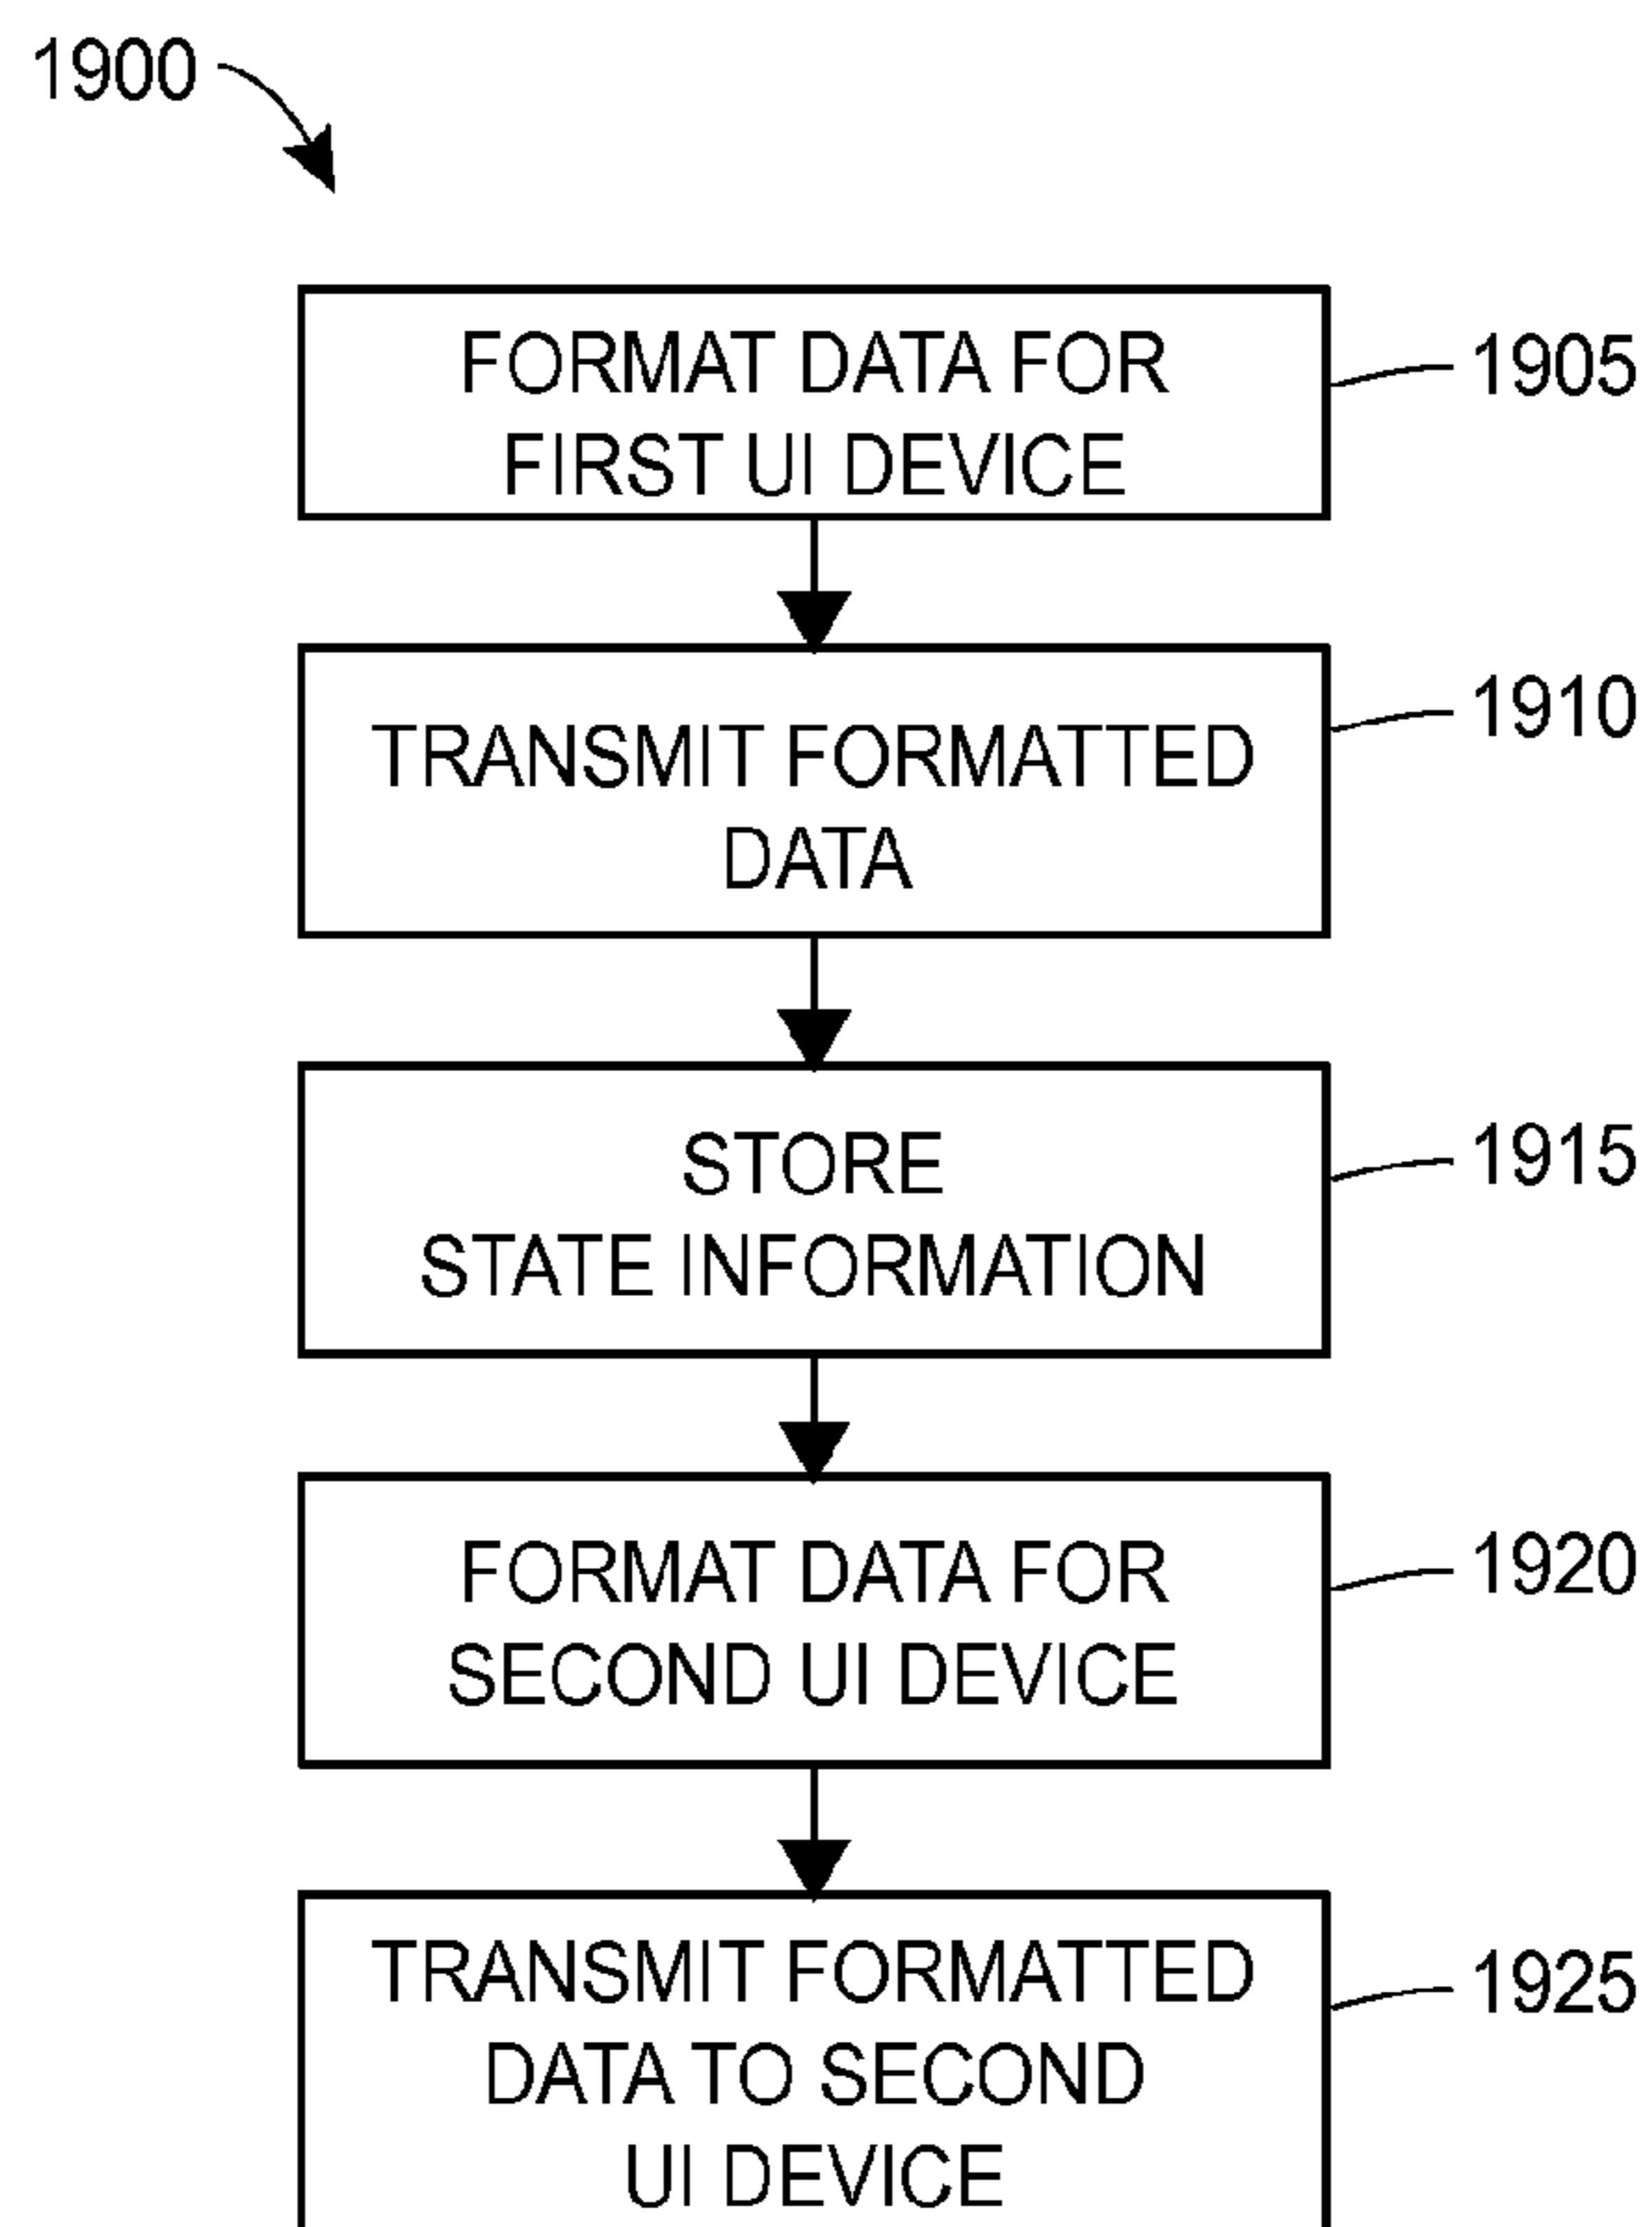 1900
FORMAT DATA FOR
FIRST UI DEVICE
1905
TRANSMIT FORMATTED
DATA
1910
STORE
STATE INFORMATION
1915
FORMAT DATA FOR
SECOND UI DEVICE
1920
TRANSMIT FORMATTED
DATA TO SECOND
UI DEVICE
1925